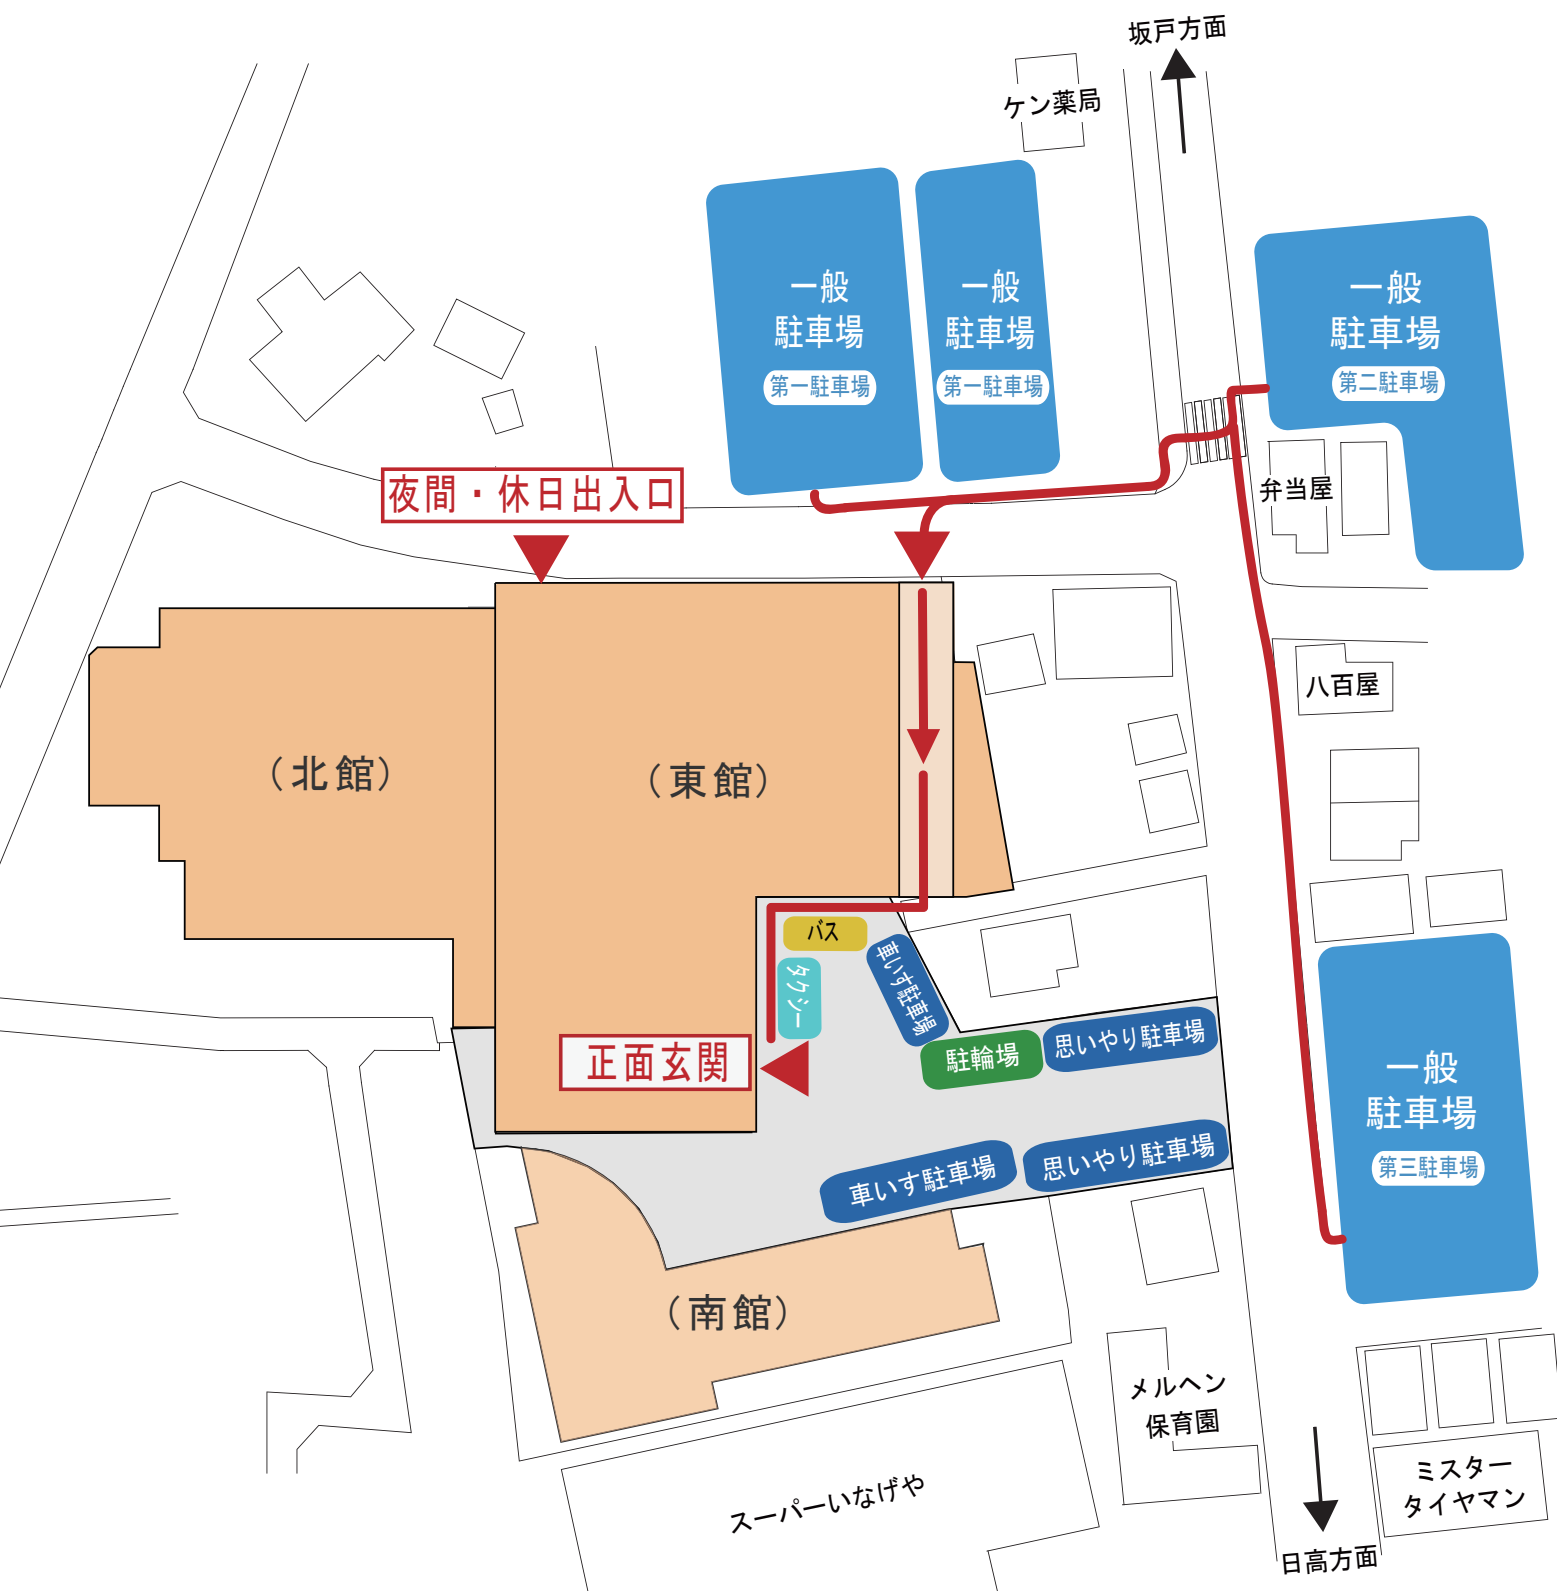 坂戸方面
ケン薬局
一般
駐車場
第一駐車場
一般
駐車場
第一駐車場
一般
駐車場
第二駐車場
夜間・休日出入口
弁当屋
八百屋
（北館）
（東館）
バス
タクシー
車いす駐車場
正面玄関
駐輪場
思いやり駐車場
一般
駐車場
第三駐車場
車いす駐車場
思いやり駐車場
（南館）
メルヘン
保育園
スーパーいなげや
ミスター
タイヤマン
日高方面